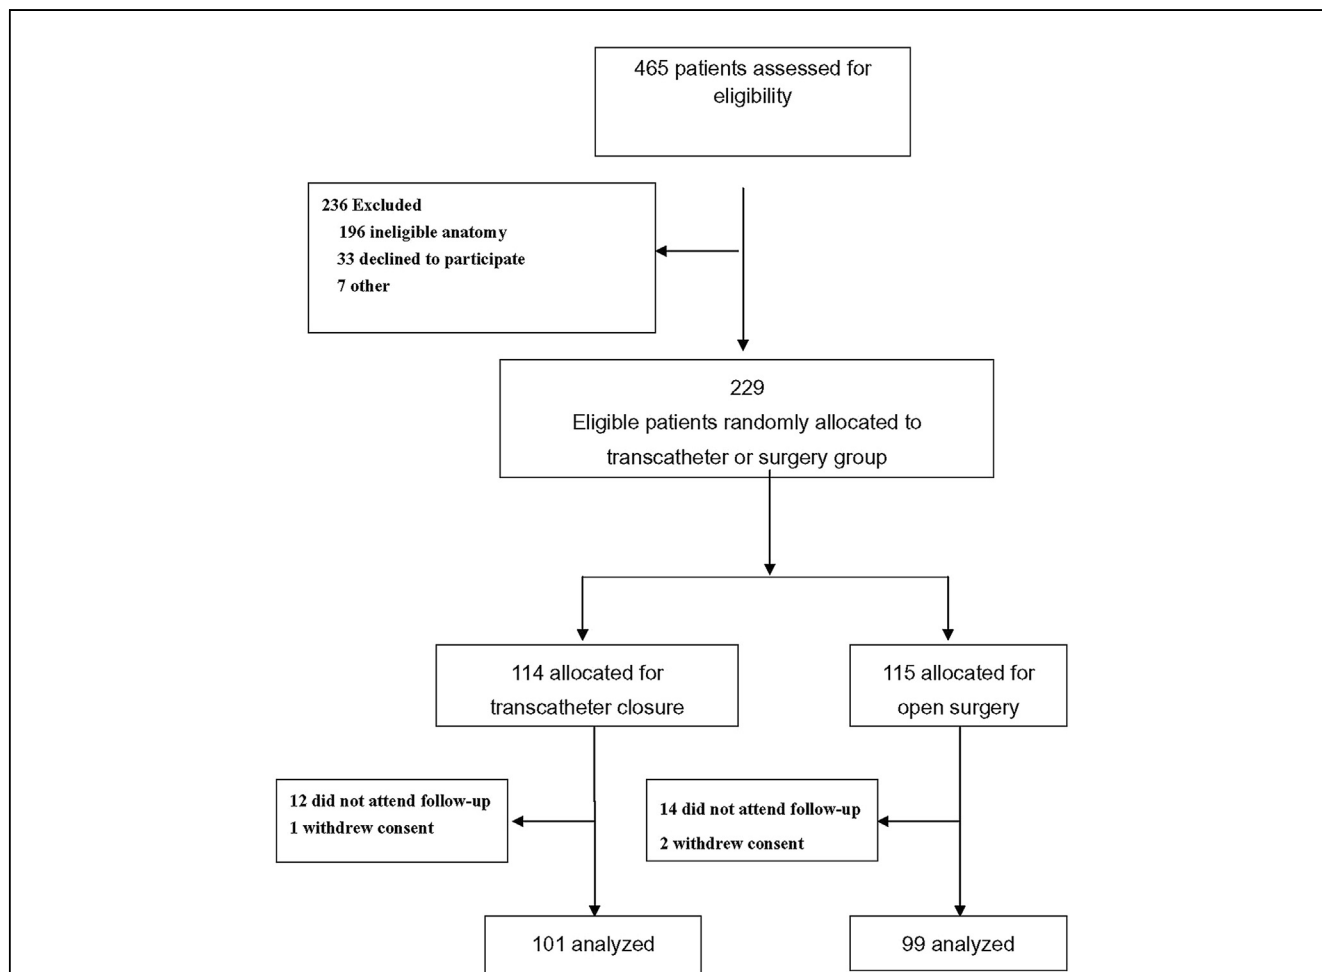 465 patients assessed for
eligibility
236 Excluded
196 ineligible anatomy
33 declined to participate
7 other
229
Eligible patients randomly allocated to
transcatheter or surgery group
114 allocated for
transcatheter closure
115 allocated for
open surgery
12 did not attend follow-up
1 withdrew consent
14 did not attend follow-up
2 withdrew consent
101 analyzed
99 analyzed